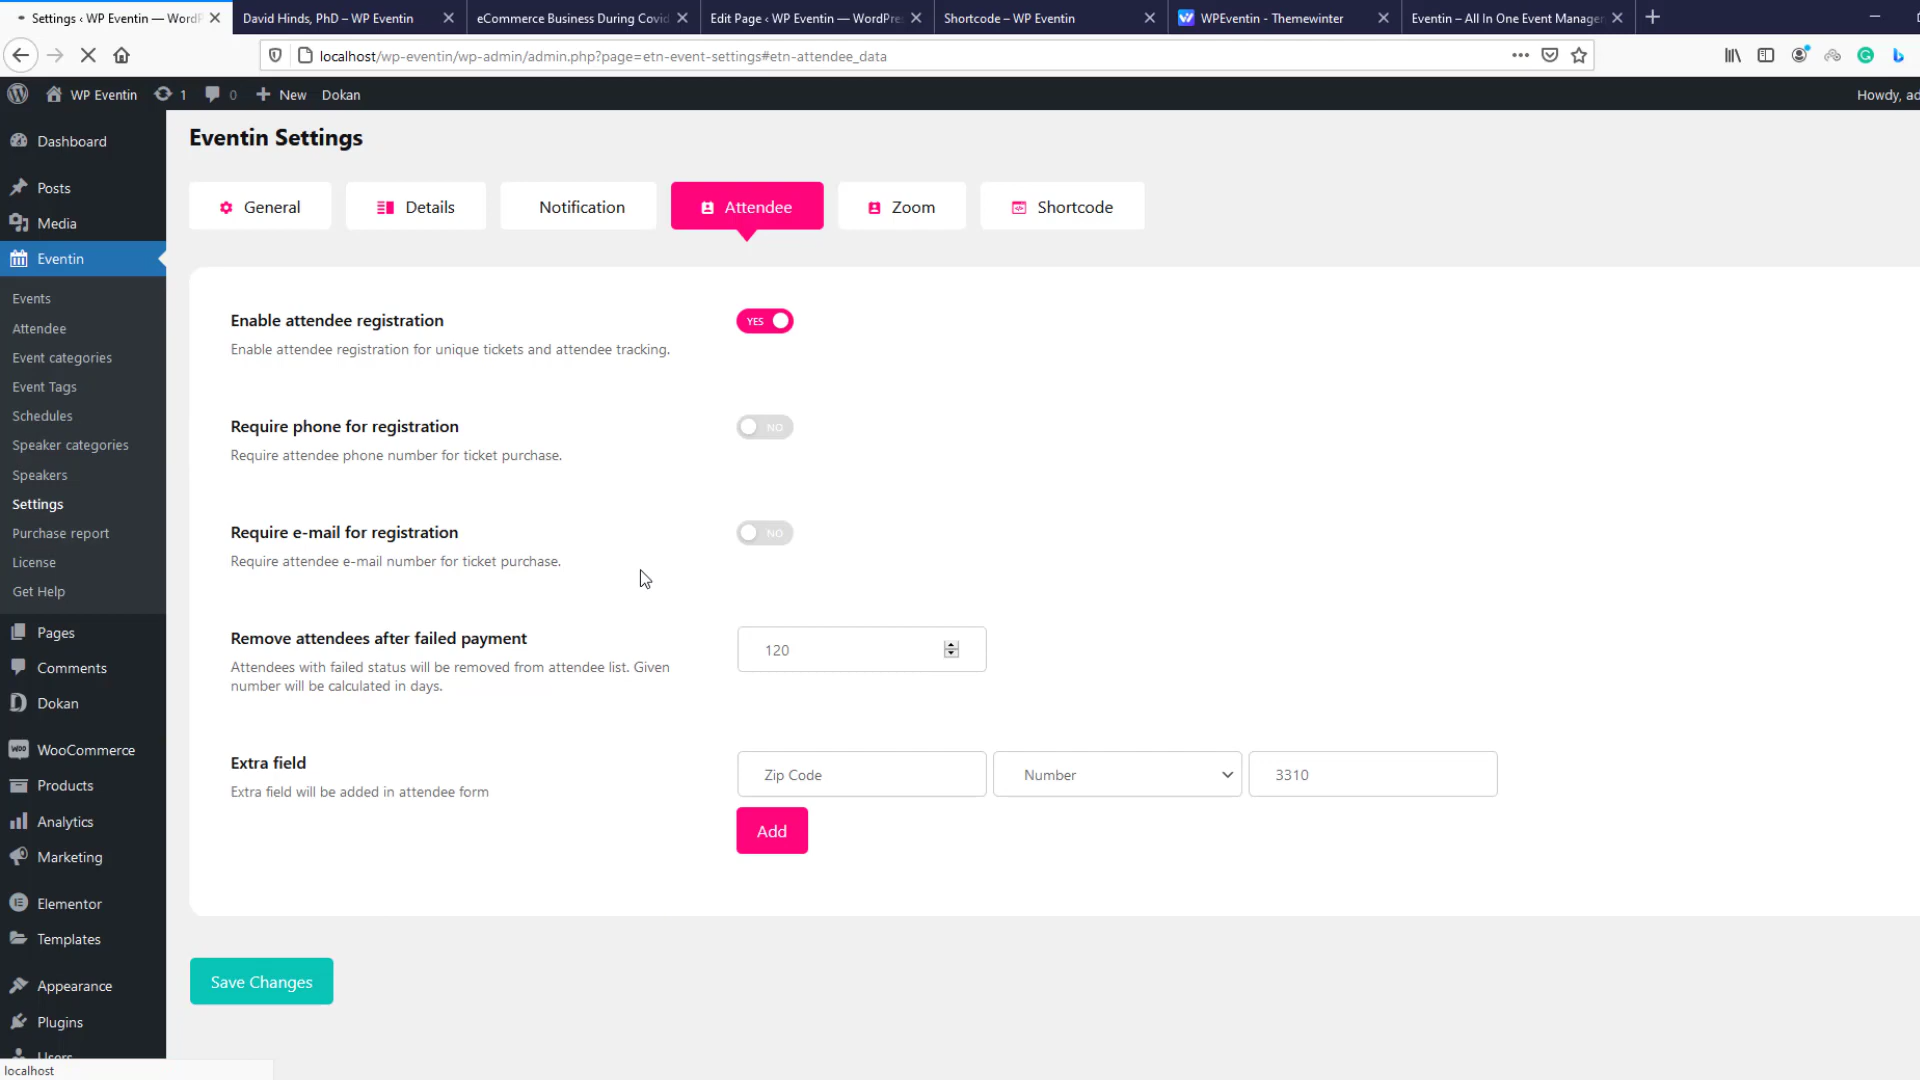 Settings ‹ WP Eventin — WordP
David Hinds, PhD – WP Eventin
eCommerce Business During Covid
Edit Page ‹ WP Eventin — WordPre
Shortcode – WP Eventin
WPEventin - Themewinter
Eventin – All In One Event Manager
localhost/wp-eventin/wp-admin/admin.php?page=etn-event-settings#etn-attendee_data
WP Eventin
1
0
New
Dokan
Howdy, ad
Dashboard
Posts
Media
Eventin
Events
Attendee
Event categories
Event Tags
Schedules
Speaker categories
Speakers
Settings
Purchase report
License
Get Help
Pages
Comments
Dokan
WooCommerce
Products
Analytics
Marketing
Elementor
Templates
Appearance
Plugins
Users
localhost
Eventin Settings
General
Details
Notification
Attendee
Zoom
Shortcode
Enable attendee registration
YES
Enable attendee registration for unique tickets and attendee tracking.
Require phone for registration
NO
Require attendee phone number for ticket purchase.
Require e-mail for registration
NO
Require attendee e-mail number for ticket purchase.
Remove attendees after failed payment
120
Attendees with failed status will be removed from attendee list. Given
number will be calculated in days.
Extra field
Zip Code
Number
3310
Extra field will be added in attendee form
Add
Save Changes